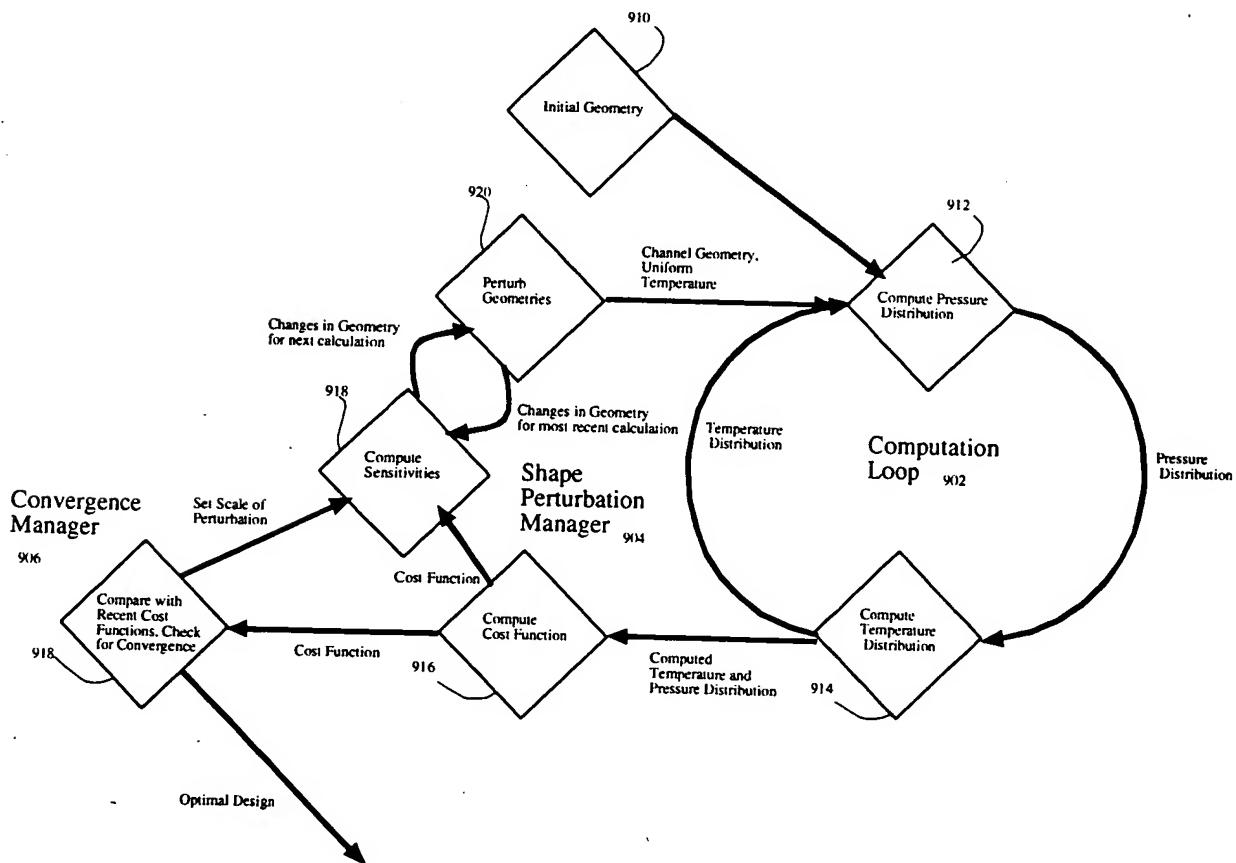 910
Initial Geometry
920
Perturb
Geometries
Channel Geometry,
Uniform
Temperature
912
Compute Pressure
Distribution
Changes in Geometry
for next calculation
918
Changes in Geometry
for most recent calculation
Compute
Sensitivities
Temperature
Distribution
Computation
Loop
902
Pressure
Distribution
Convergence
Manager
906
Set Scale of
Perturbation
Shape
Perturbation
Manager
904
Cost Function
Compare with
Recent Cost
Functions, Check
for Convergence
918
Cost Function
Compute
Cost Function
916
Computed
Temperature and
Pressure Distribution
Compute
Temperature
Distribution
914
Optimal Design